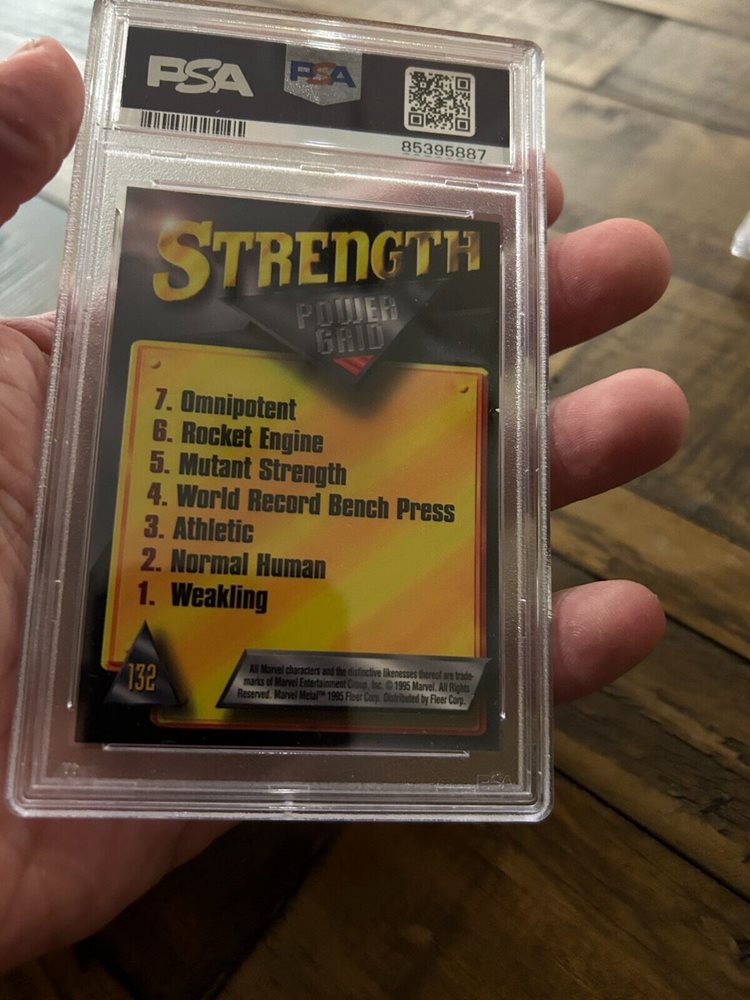 PSA
PSA
85395887
STRENGTH
POWER
GRID
7. Omnipotent
6. Rocket Engine
5. Mutant Strength
4. World Record Bench Press
3. Athletic
2. Normal Human
1. Weakling
132
All Marvel characters and the distinctive likenesses thereof are trade-
marks of Marvel Entertainment Group, Inc. © 1995 Marvel. All Rights
Reserved. Marvel Metal™ 1995 Fleer Corp. Distributed by Fleer Corp.
PSA